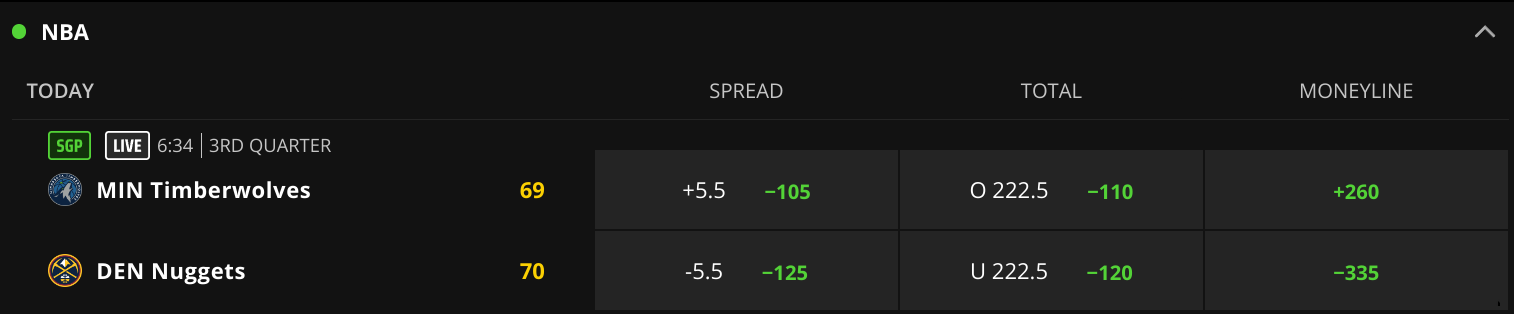 NBA
TODAY SPREAD TOTAL MONEYLINE
SGP LIVE 6:34 | 3RD QUARTER
MIN Timberwolves 69 +5.5 −105 O 222.5 −110 +260
DEN Nuggets 70 -5.5 −125 U 222.5 −120 −335